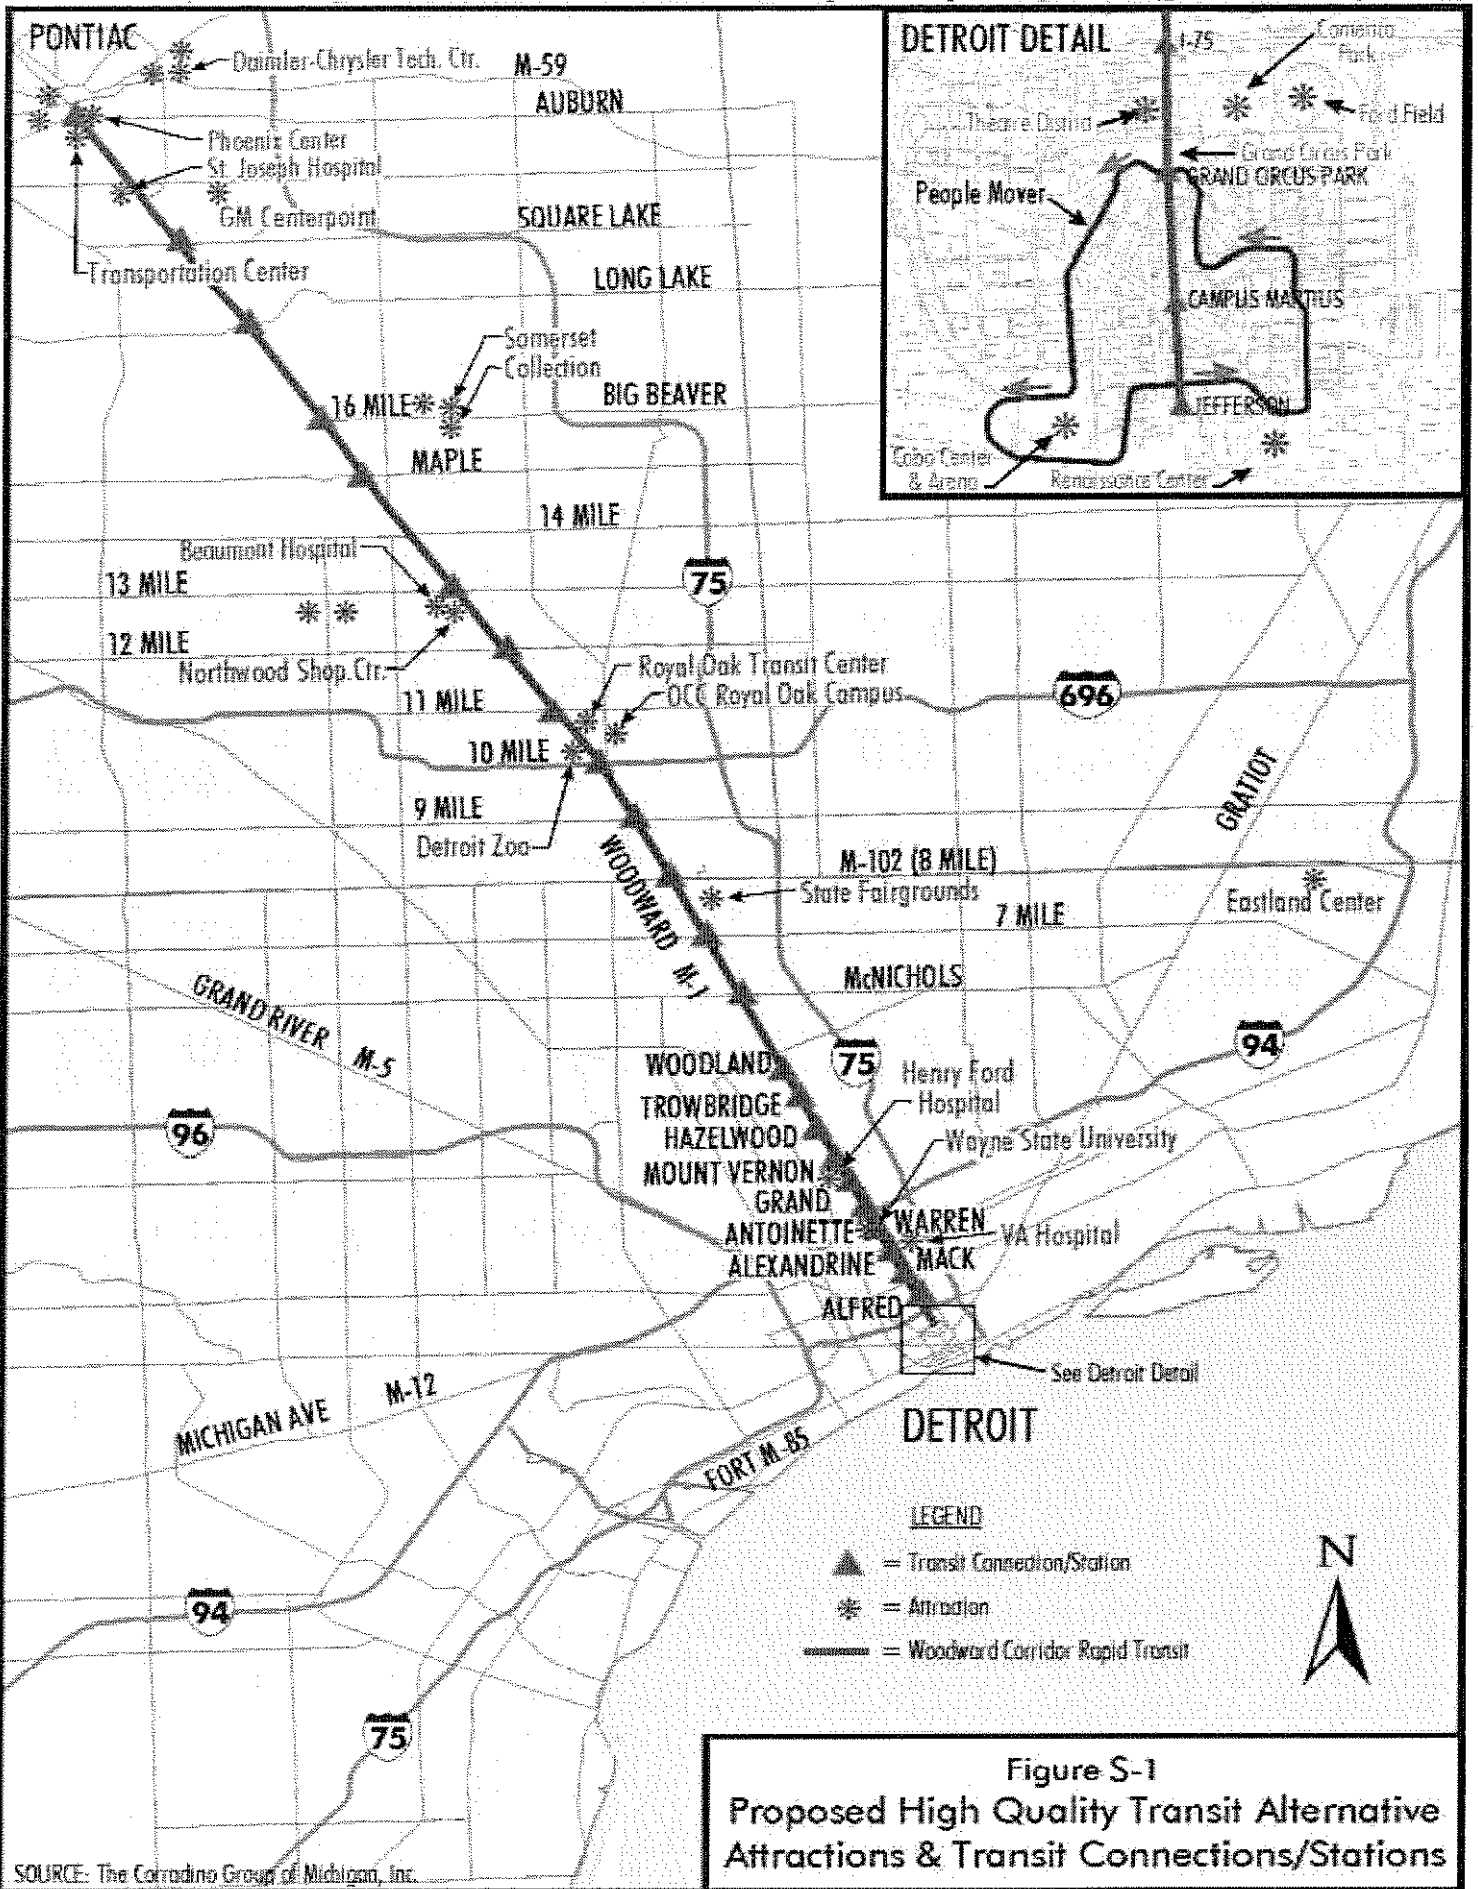 PONTIAC
Daimler-Chrysler Tech. Ctr.
M-59
AUBURN
Phoenix Center
St. Joseph Hospital
GM Centerpoint
SQUARE LAKE
Transportation Center
LONG LAKE
Somerset
Collection
16 MILE
BIG BEAVER
MAPLE
14 MILE
Beaumont Hospital
13 MILE
75
12 MILE
Northwood Shop. Ctr.
Royal Oak Transit Center
OCC Royal Oak Campus
11 MILE
696
10 MILE
9 MILE
Detroit Zoo
GRATIOT
WOODWARD M-1
M-102 (8 MILE)
State Fairgrounds
Eastland Center
7 MILE
McNICHOLS
GRAND RIVER M-5
WOODLAND
75
94
Henry Ford
Hospital
TROWBRIDGE
96
HAZELWOOD
Wayne State University
MOUNT VERNON
GRAND
WARREN
ANTOINETTE
VA Hospital
ALEXANDRINE
MACK
ALFRED
See Detroit Detail
MICHIGAN AVE M-12
DETROIT
FORT M-85
94
75
DETROIT DETAIL
I-75
Comerica
Park
Theatre District
Ford Field
Grand Circus Park
GRAND CIRCUS PARK
People Mover
CAMPUS MARTIUS
JEFFERSON
Cobo Center
& Arena
Renaissance Center
LEGEND
= Transit Connection/Station
= Attraction
= Woodward Corridor Rapid Transit
N
Figure S-1
Proposed High Quality Transit Alternative
Attractions & Transit Connections/Stations
SOURCE: The Corradino Group of Michigan, Inc.